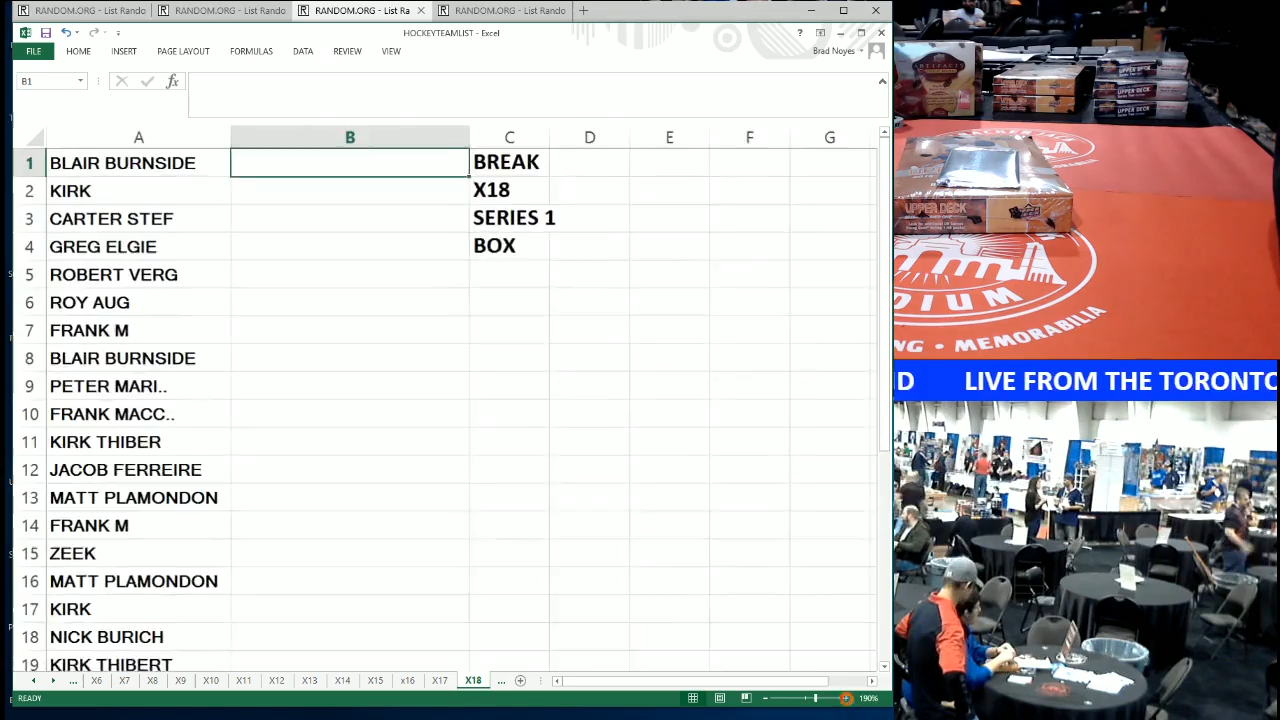 RANDOM.ORG - List Rando
RANDOM.ORG - List Rando
RANDOM.ORG - List Ra
RANDOM.ORG - List Rando
HOCKEYTEAMLIST - Excel
FILE HOME INSERT PAGE LAYOUT FORMULAS DATA REVIEW VIEW
Brad Noyes
B1
fx
A B C D E F G
1 BLAIR BURNSIDE BREAK
2 KIRK X18
3 CARTER STEF SERIES 1
4 GREG ELGIE BOX
5 ROBERT VERG
6 ROY AUG
7 FRANK M
8 BLAIR BURNSIDE
9 PETER MARI..
10 FRANK MACC..
11 KIRK THIBER
12 JACOB FERREIRE
13 MATT PLAMONDON
14 FRANK M
15 ZEEK
16 MATT PLAMONDON
17 KIRK
18 NICK BURICH
19 KIRK THIBERT
... X6 X7 X8 X9 X10 X11 X12 X13 X14 X15 x16 X17 X18 ...
READY
190%
ARTIFACTS
UPPER DECK
UPPER DECK
UPPER DECK
DIUM
NG • MEMORABILIA
D LIVE FROM THE TORONTO